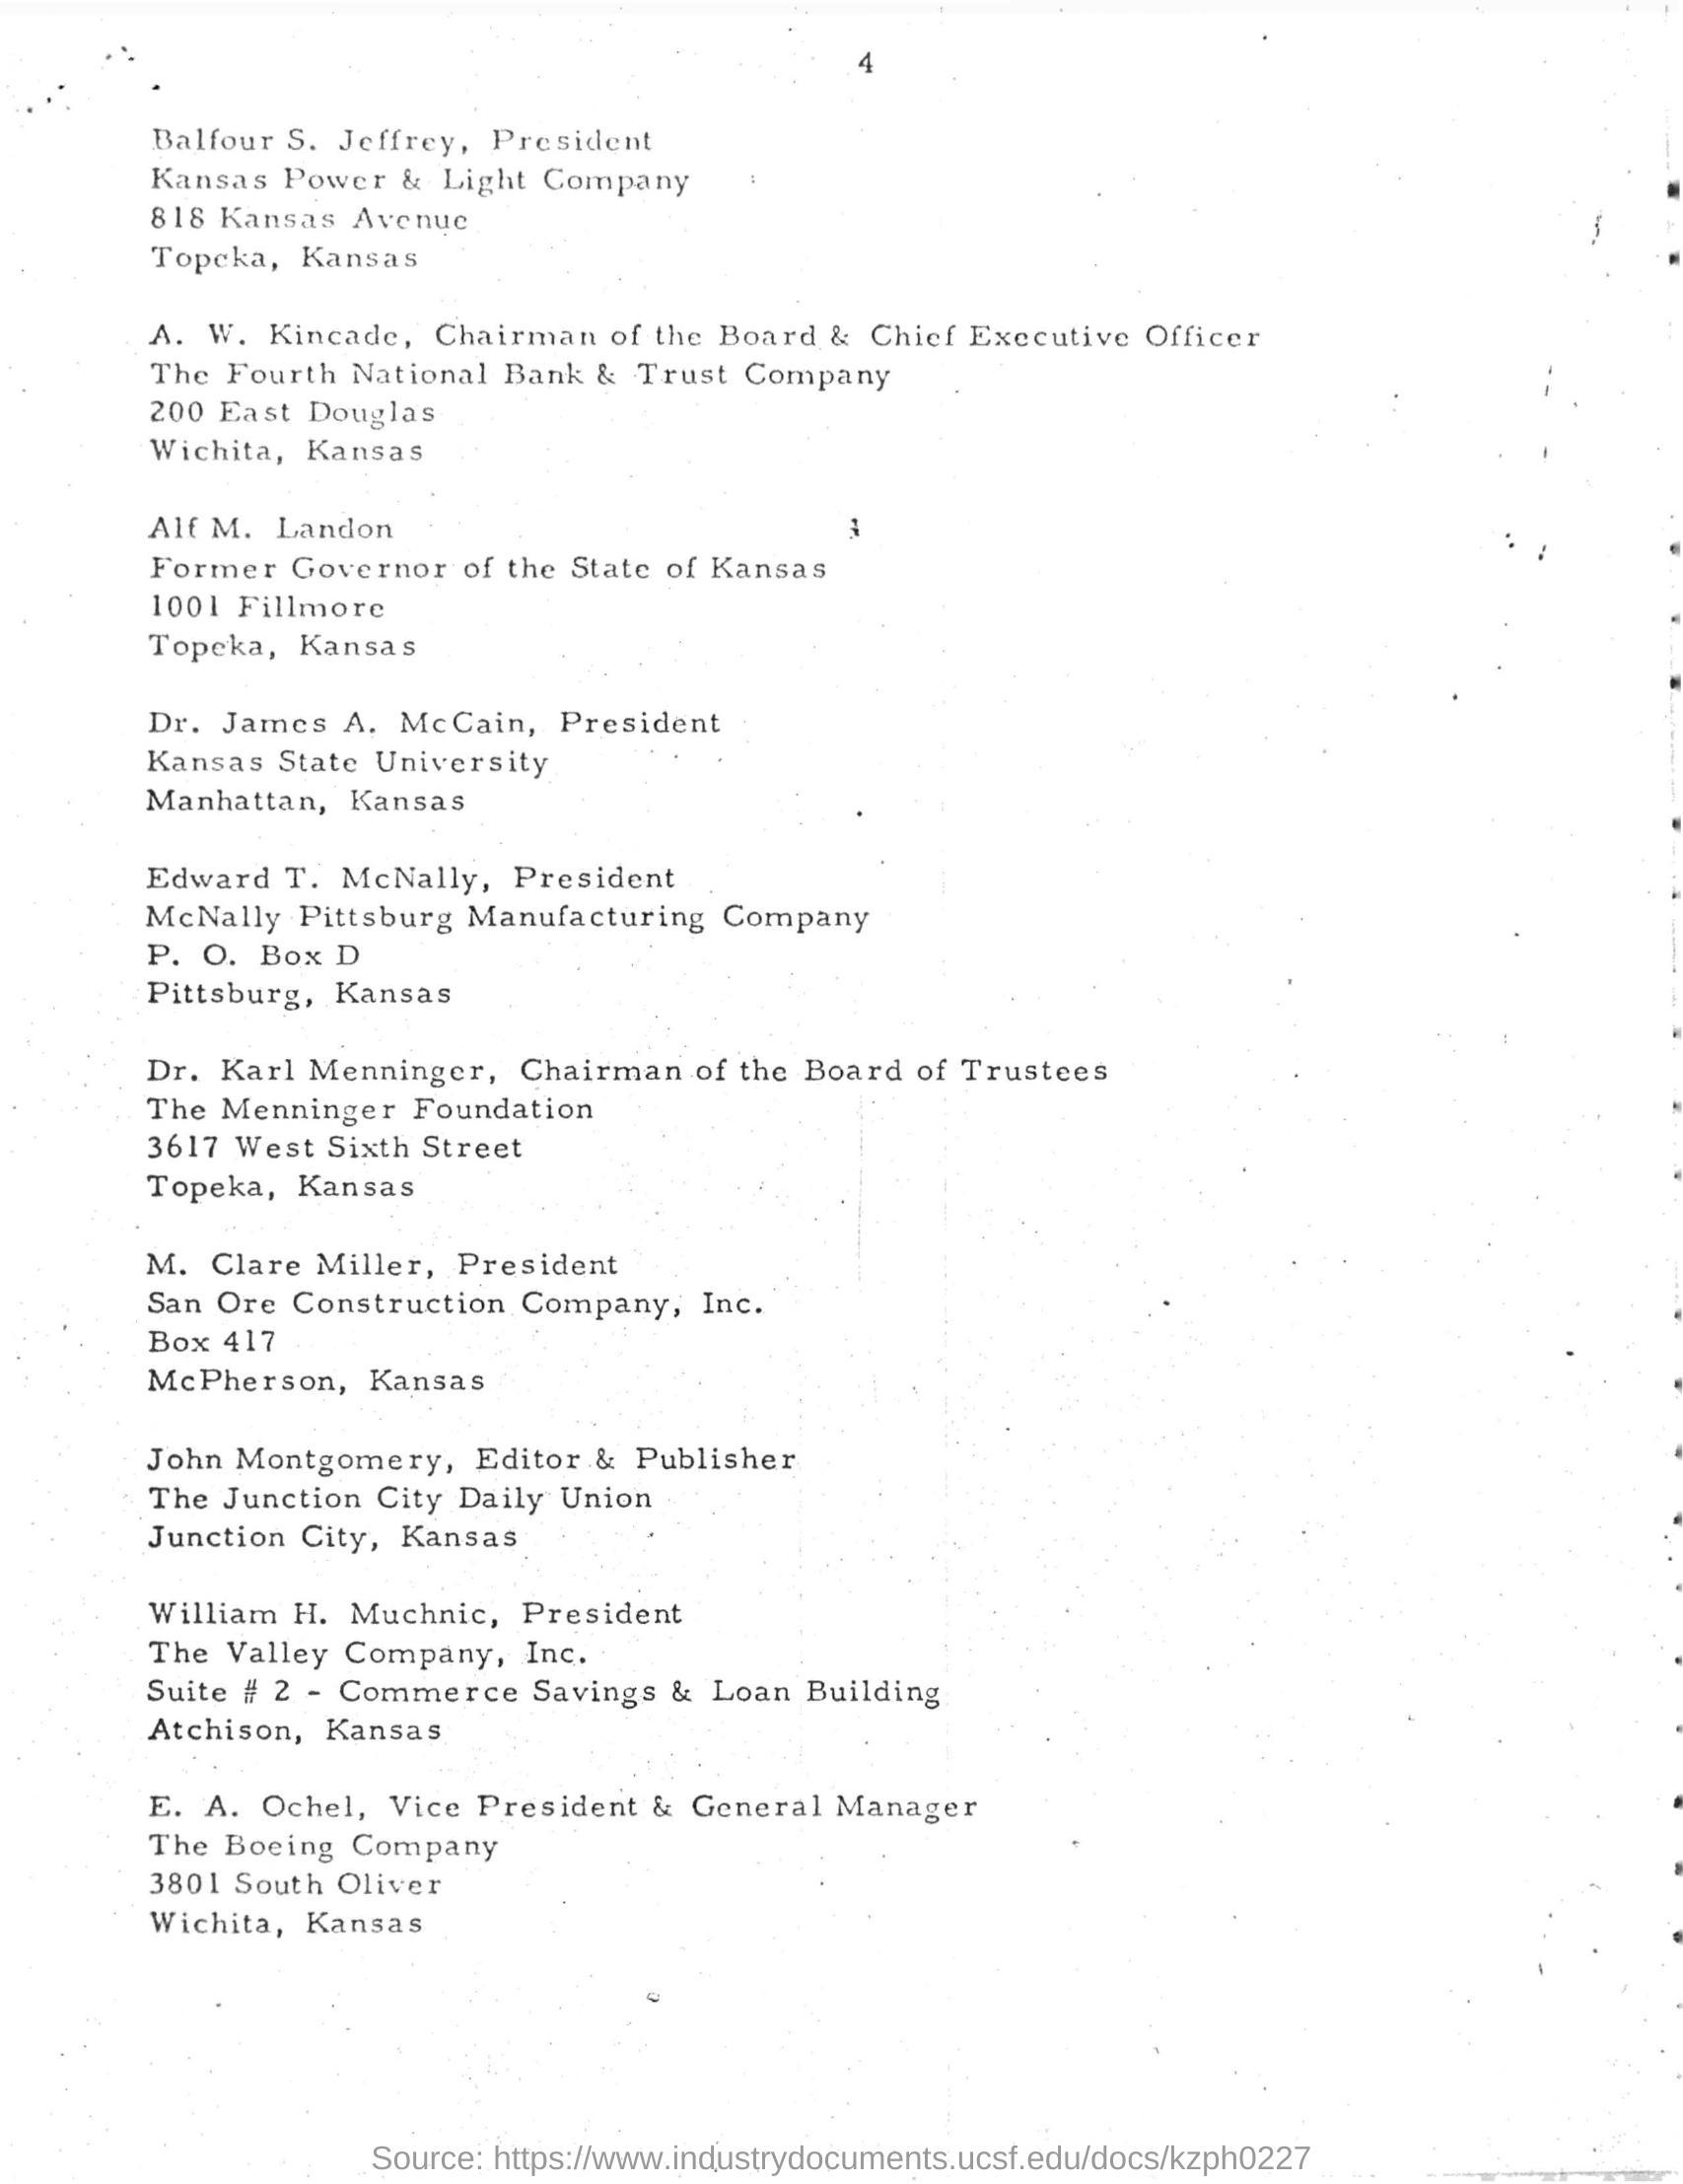 4
Balfour S. Jeffrey, President
Kansas Power & Light Company
818 Kansas Avenue
Topeka, Kansas
A. W. Kincade, Chairman of the Board & Chief Executive Officer
The Fourth National Bank & Trust Company
200 East Douglas
Wichita, Kansas
Alf M. Landon
Former Governor of the State of Kansas
1001 Fillmore
Topeka, Kansas
Dr. James A. McCain, President
Kansas State University
Manhattan, Kansas
Edward T. McNally, President
McNally Pittsburg Manufacturing Company
P. O. Box D
Pittsburg, Kansas
Dr. Karl Menninger, Chairman of the Board of Trustees
The Menninger Foundation
3617 West Sixth Street
Topeka, Kansas
M. Clare Miller, President
San Ore Construction Company, Inc.
Box 417
McPherson, Kansas
John Montgomery, Editor & Publisher
The Junction City Daily Union
Junction City, Kansas
William H. Muchnic, President
The Valley Company, Inc.
Suite # 2 - Commerce Savings & Loan Building
Atchison, Kansas
E. A. Ochel, Vice President & General Manager
The Boeing Company
3801 South Oliver
Wichita, Kansas
Source: https://www.industrydocuments.ucsf.edu/docs/kzph0227